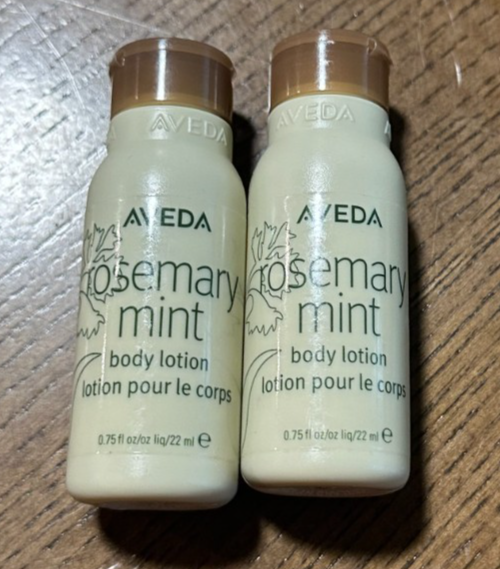 AVEDA
AVEDA
rosemary
mint
body lotion
lotion pour le corps
0.75 fl oz/oz liq/22 ml ℮
AVEDA
AVEDA
rosemary
mint
body lotion
lotion pour le corps
0.75 fl oz/oz liq/22 ml ℮